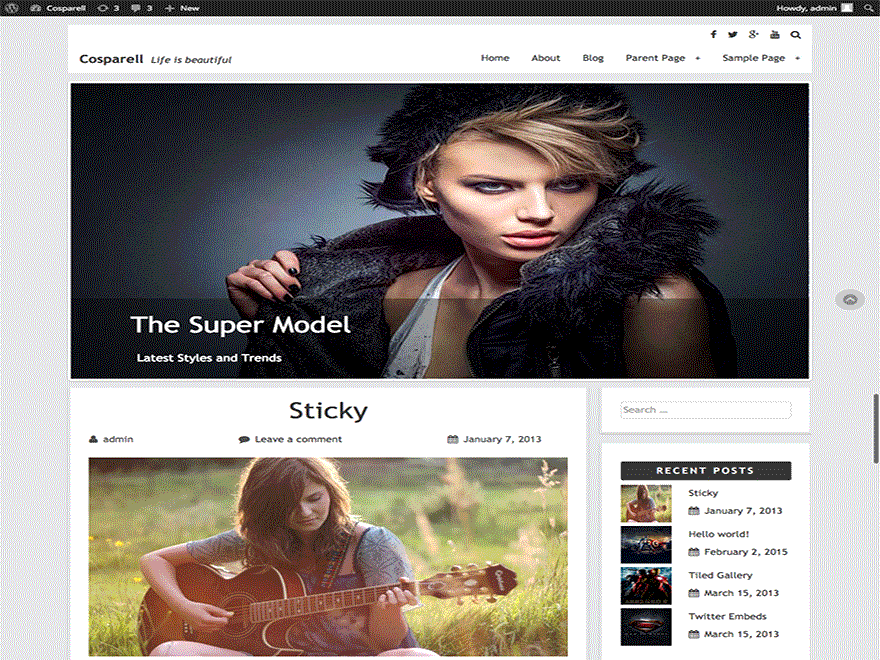 Cosparell 3 3 New Howdy, admin
Cosparell Life is beautiful
Home About Blog Parent Page + Sample Page +
The Super Model
Latest Styles and Trends
Sticky
admin Leave a comment January 7, 2013
Search ...
RECENT POSTS
Sticky
January 7, 2013
Hello world!
February 2, 2015
Tiled Gallery
March 15, 2013
Twitter Embeds
March 15, 2013